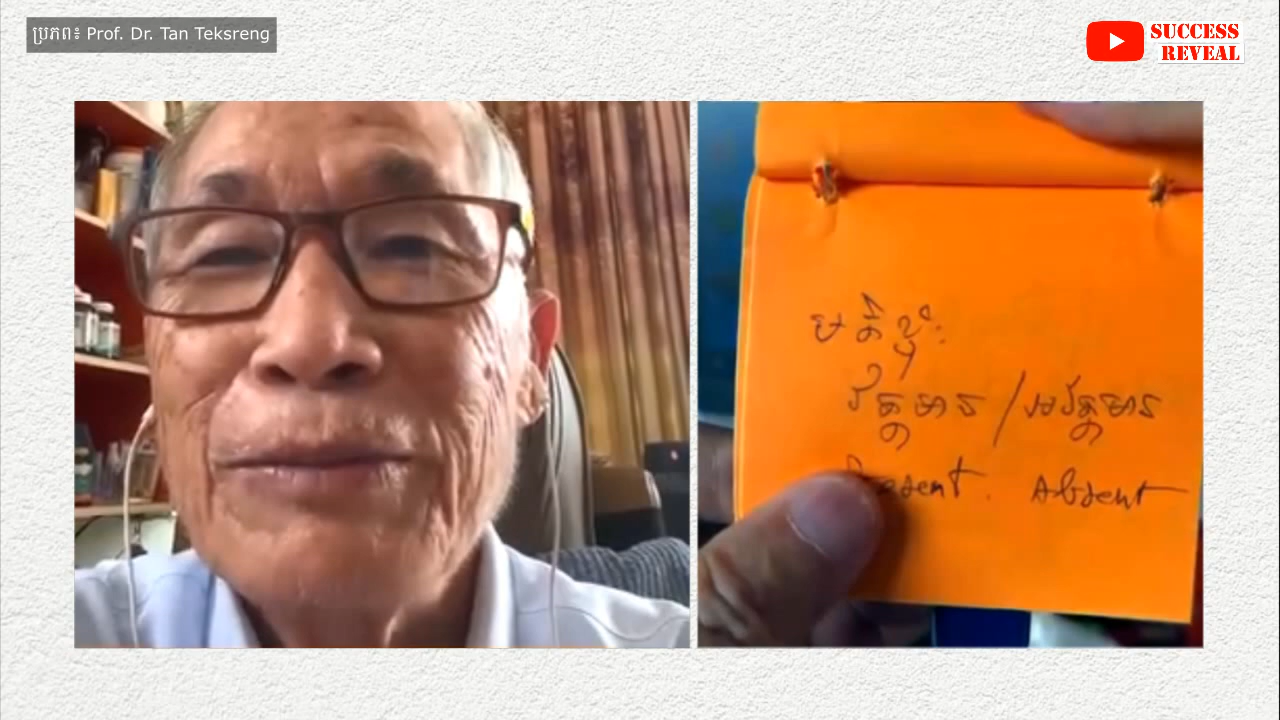 ប្រភព៖ Prof. Dr. Tan Teksreng
SUCCESS
REVEAL
វត្តមាន / អវត្តមាន
Present. Absent